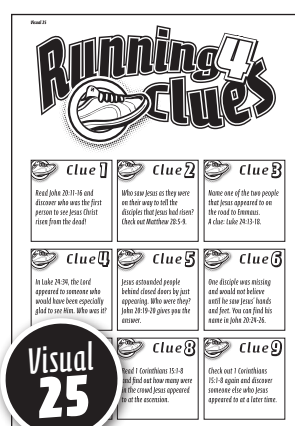 Visual 25
Running 4
Clues
Clue 1
Read John 20:11-16 and
discover who was the first
person to see Jesus Christ
risen from the dead!
Clue 2
Who saw Jesus as they were
on their way to tell the
disciples that Jesus had risen?
Check out Matthew 28:5-9.
Clue 3
Name one of the two people
that Jesus appeared to on
the road to Emmaus.
A clue: Luke 24:13-18.
Clue 4
In Luke 24:34, the Lord
appeared to someone who
would have been especially
glad to see Him. Who was it?
Clue 5
Jesus astounded people
behind closed doors by just
appearing. Who were they?
John 20:19-20 gives you the
answer.
Clue 6
One disciple was missing
and would not believe
until he saw Jesus' hands
and feet. You can find his
name in John 20:24-26.
Clue 8
Read 1 Corinthians 15:1-8
and find out how many were
in the crowd Jesus appeared
to at the ascension.
Clue 9
Check out 1 Corinthians
15:1-8 again and discover
someone else who Jesus
appeared to at a later time.
Visual
25